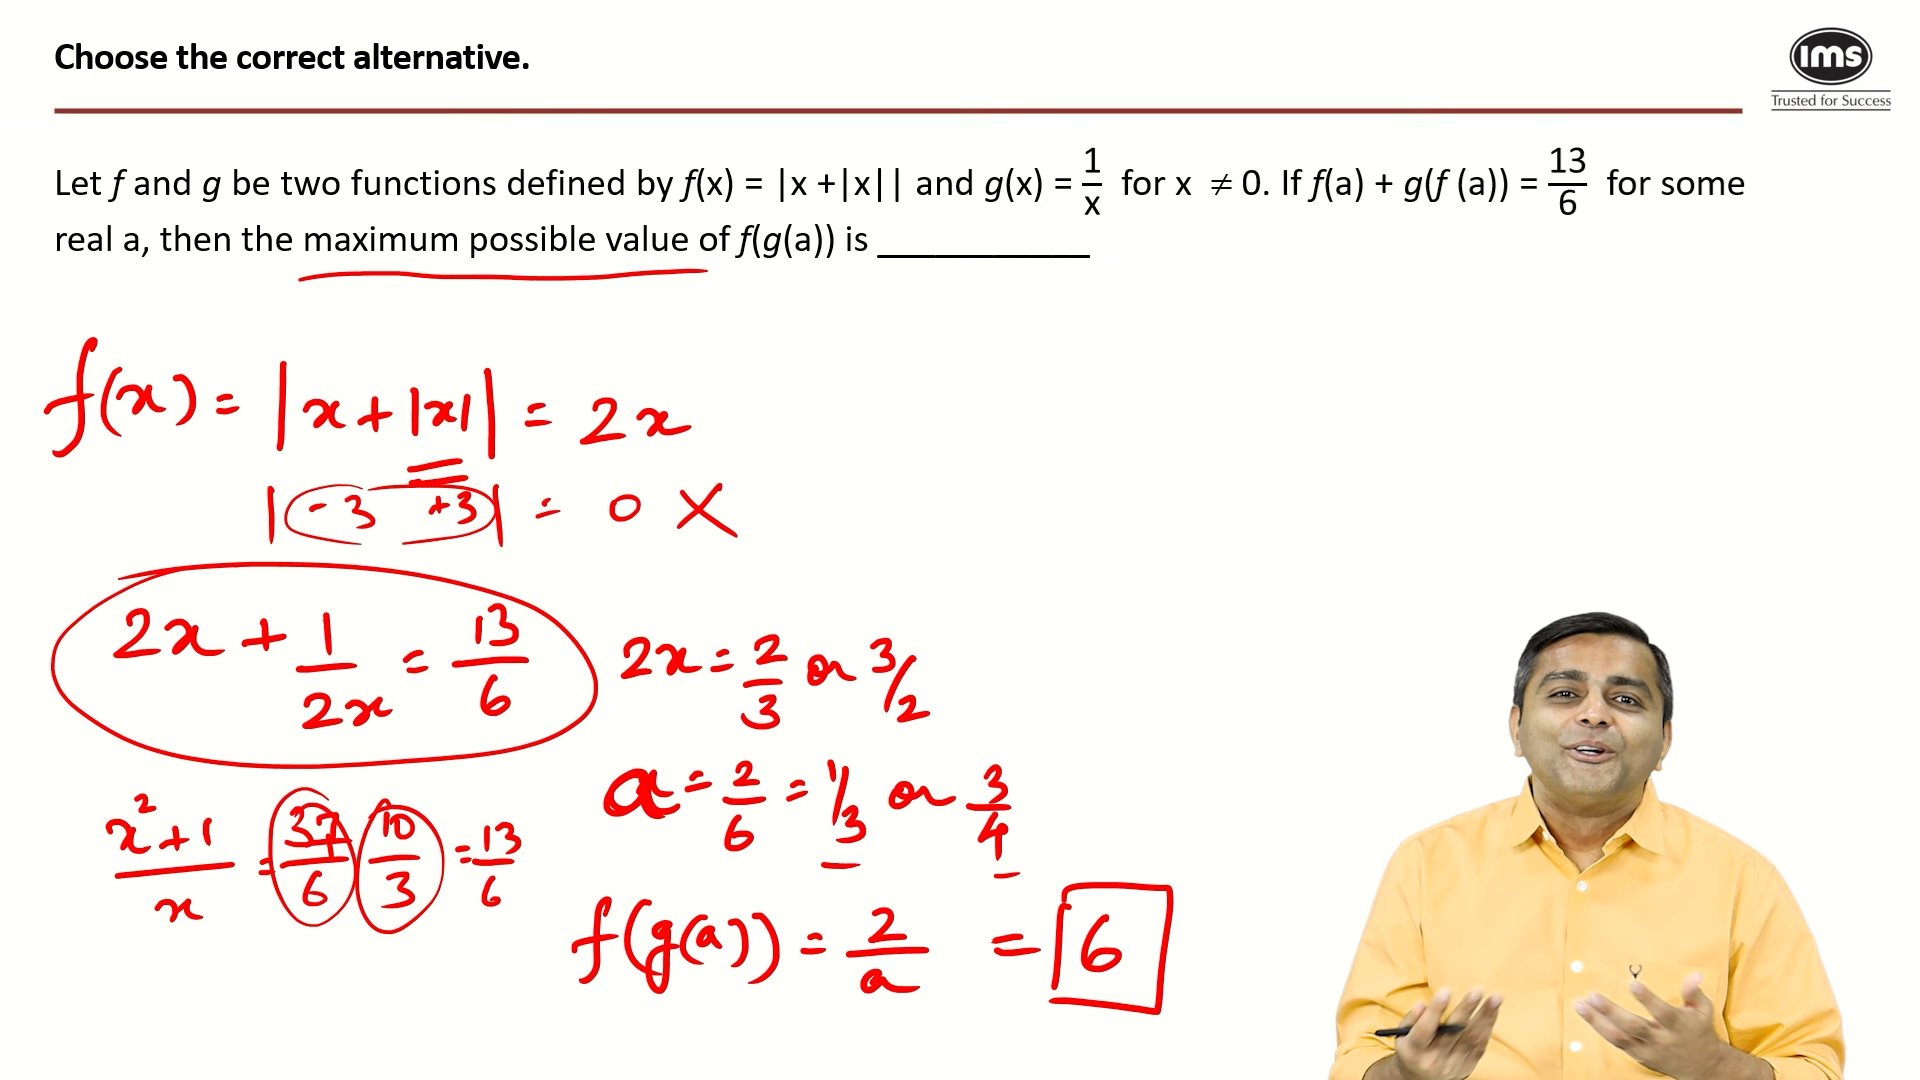 Choose the correct alternative.
ims
Trusted for Success
Let f and g be two functions defined by f(x) = |x +|x|| and g(x) = 1/x for x ≠ 0. If f(a) + g(f (a)) = 13/6 for some
real a, then the maximum possible value of f(g(a)) is ___________
f(x) = |x + |x|| = 2x
|-3 +3| = 0 X
2x + 1/2x = 13/6
2x = 2/3 or 3/2
a = 2/6 = 1/3 or 3/4
x²+1/x = 37/6 10/3 = 13/6
f(g(a)) = 2/a = 6